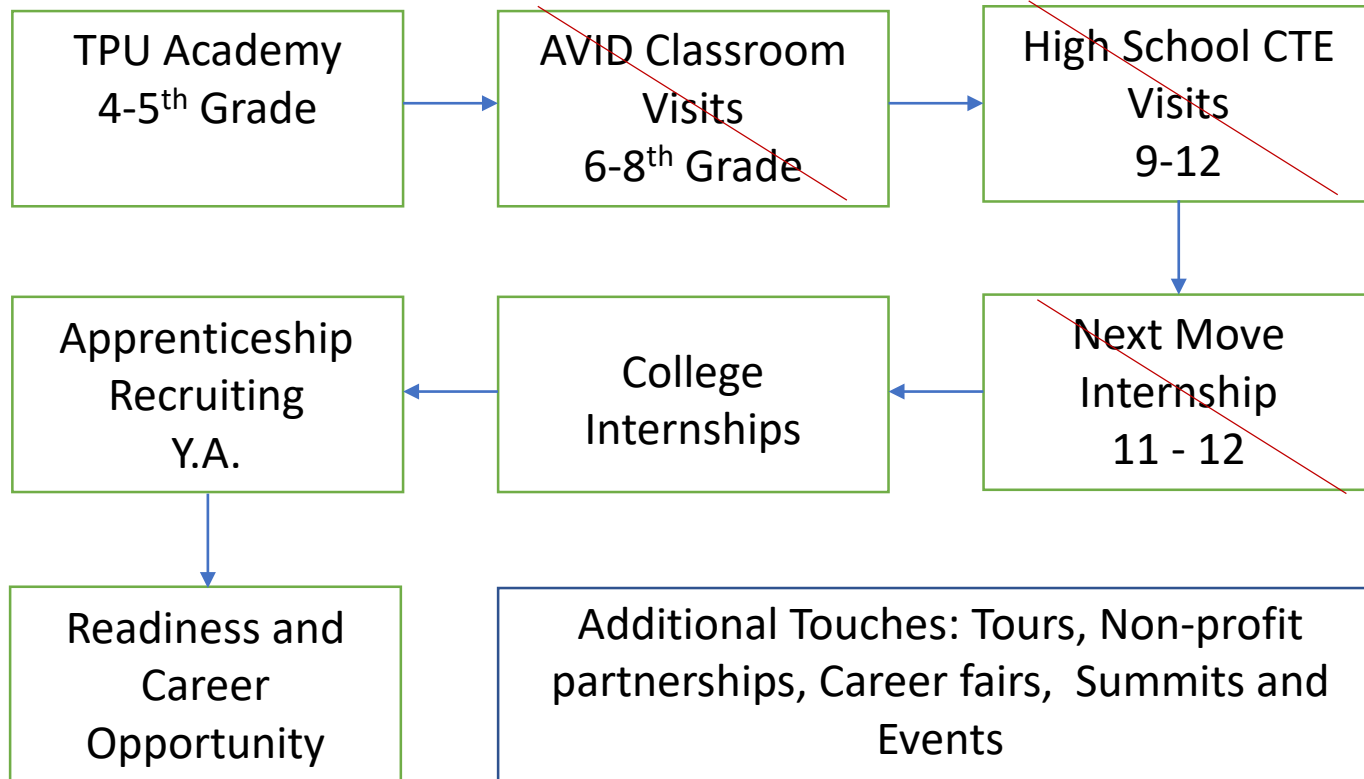 TPU Academy
4-5th Grade
AVID Classroom
Visits
6-8th Grade
High School CTE
Visits
9-12
Next Move
Internship
11 - 12
College
Internships
Apprenticeship
Recruiting
Y.A.
Readiness and
Career
Opportunity
Additional Touches: Tours, Non-profit
partnerships, Career fairs,  Summits and
Events